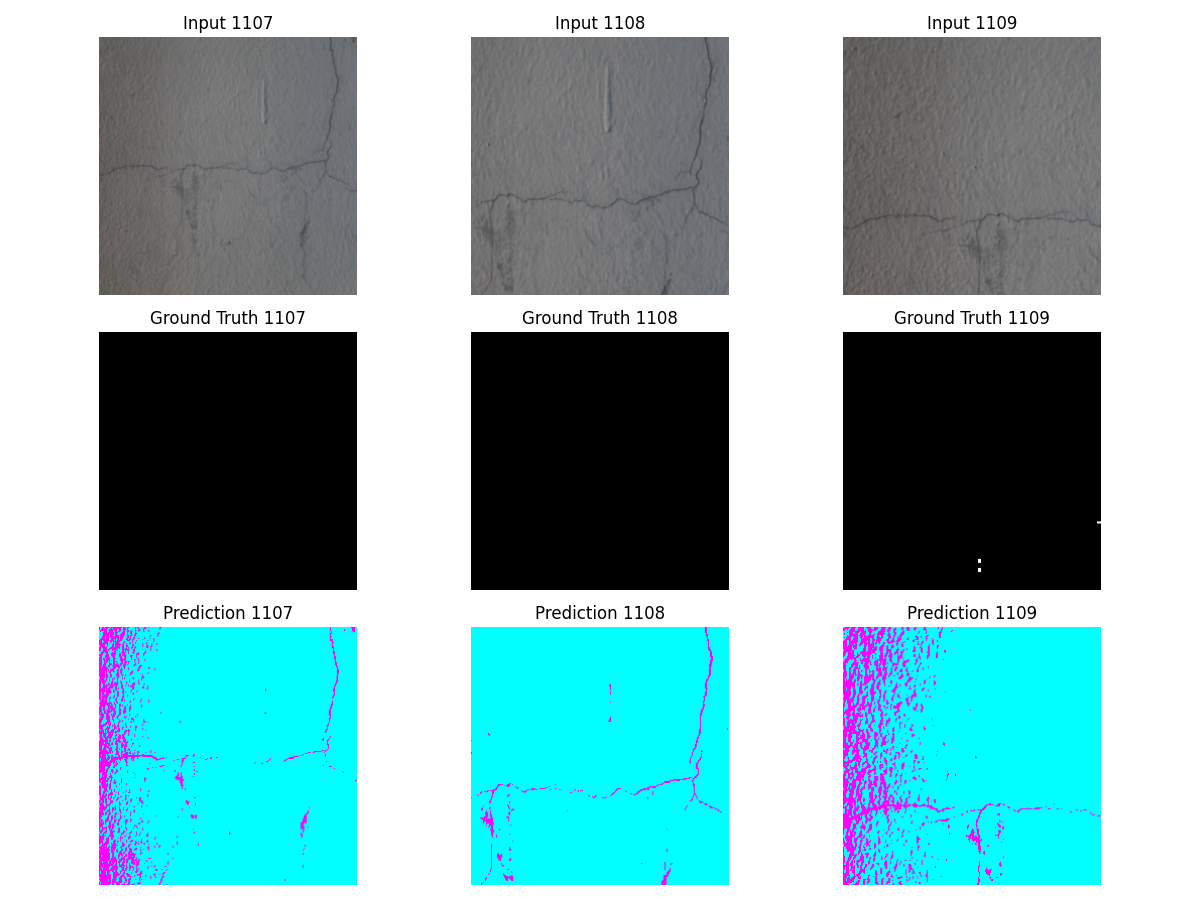 Input 1107
Input 1108
Input 1109
Ground Truth 1107
Ground Truth 1108
Ground Truth 1109
Prediction 1107
Prediction 1108
Prediction 1109